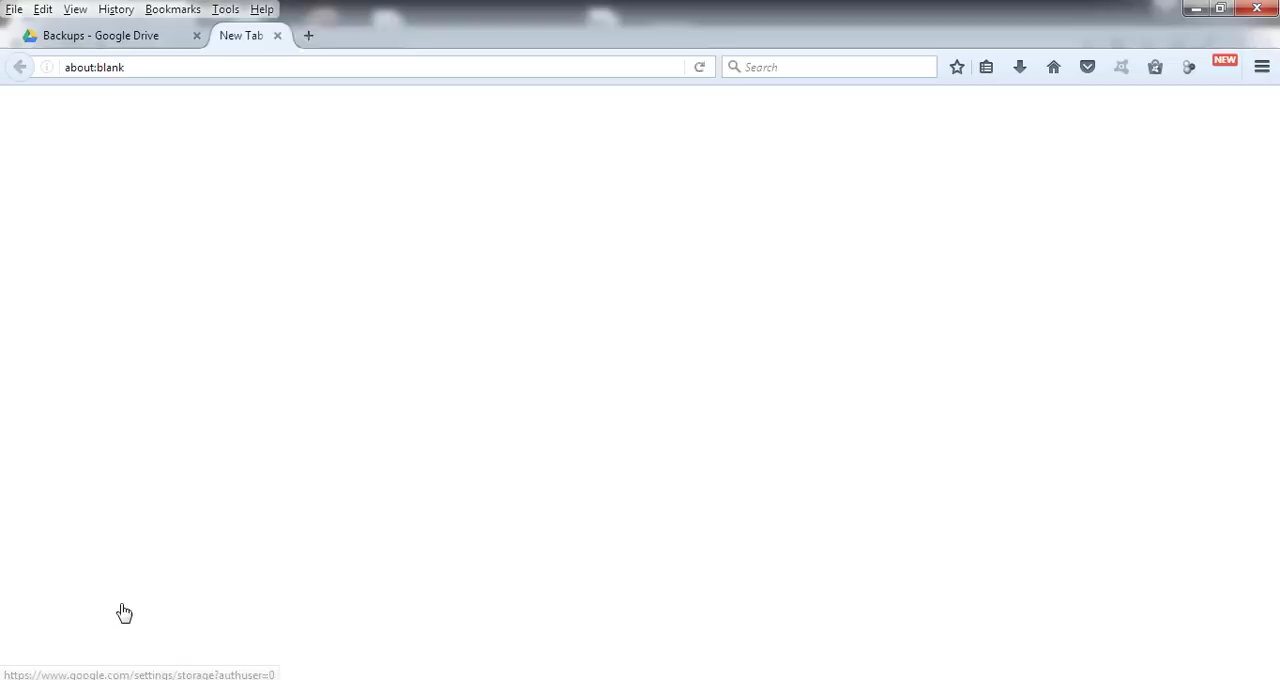 File Edit View History Bookmarks Tools Help
Backups - Google Drive New Tab
about:blank Search NEW
https://www.google.com/settings/storage?authuser=0